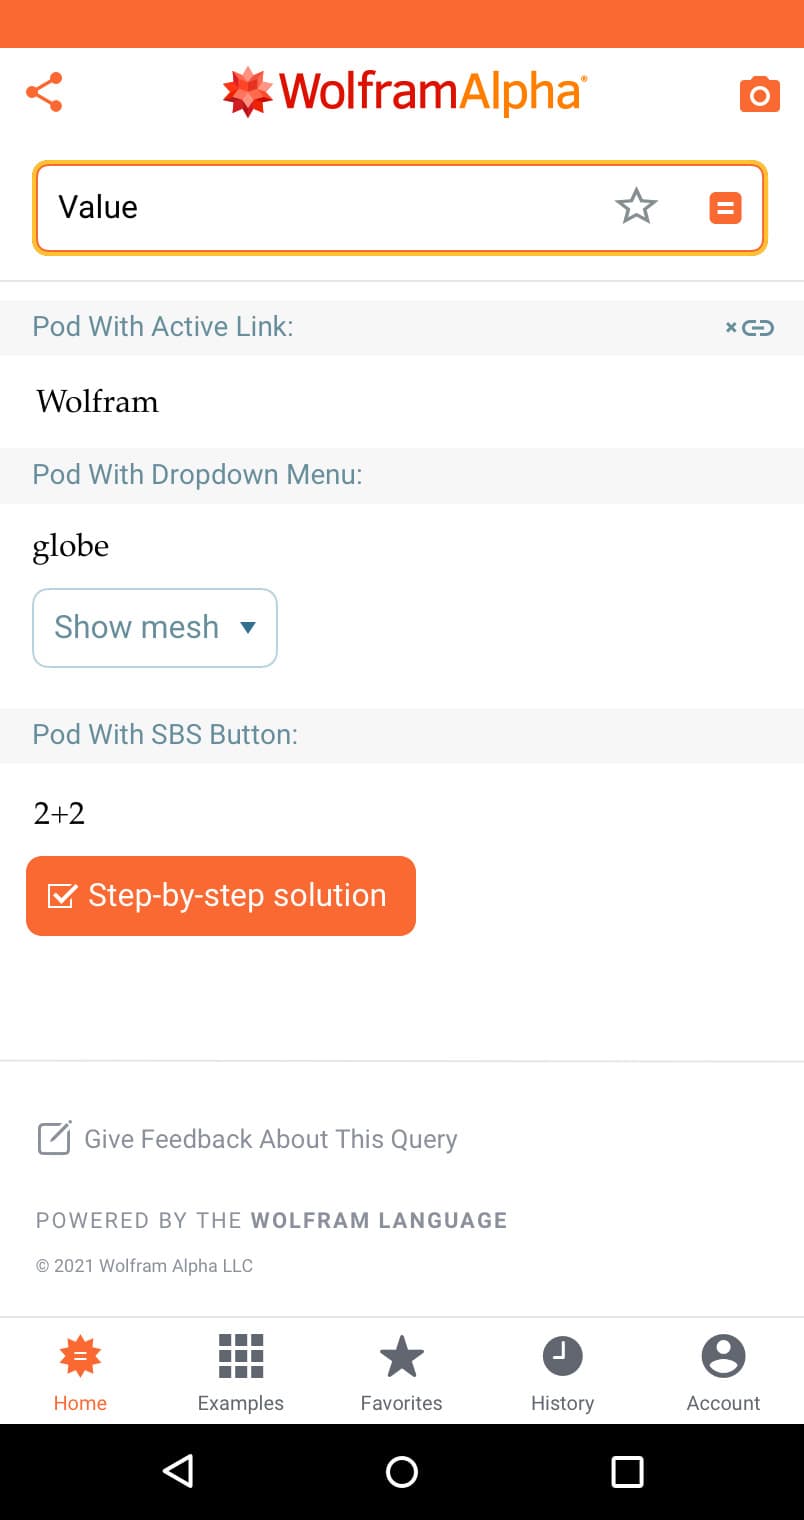 WolframAlpha
Value
Pod With Active Link:
Wolfram
Pod With Dropdown Menu:
globe
Show mesh
Pod With SBS Button:
2+2
Step-by-step solution
Give Feedback About This Query
POWERED BY THE WOLFRAM LANGUAGE
© 2021 Wolfram Alpha LLC
Home Examples Favorites History Account